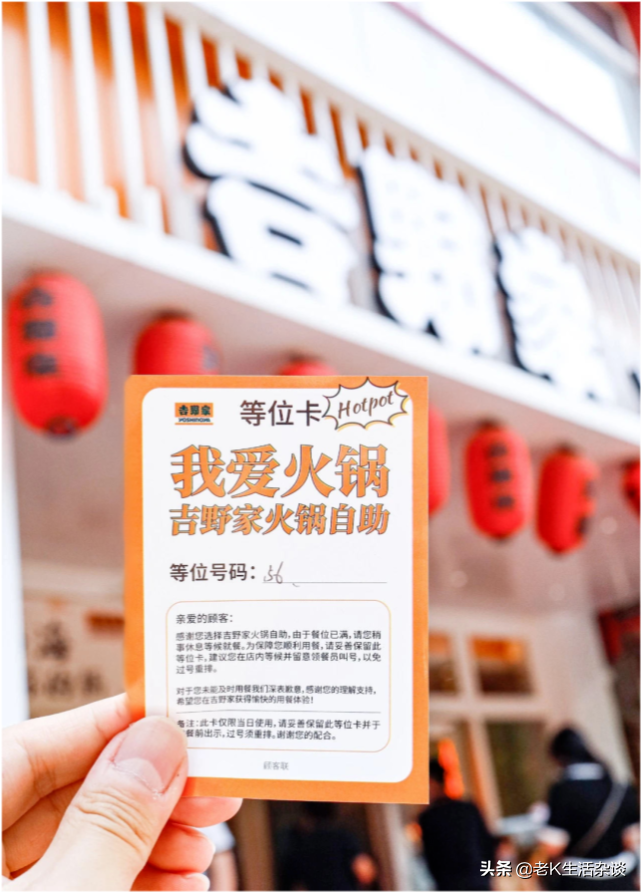 吉野家
吉野家
YOSHINOYA
等位卡
Hotpot
我爱火锅
吉野家火锅自助
等位号码：36
亲爱的顾客：
感谢您选择吉野家火锅自助，由于餐位已满，请您稍
事休息等候就餐，为保障您顺利用餐，请妥善保留此
等位卡，建议您在店内等候并留意领餐员叫号，以免
过号重排。
对于您未能及时用餐我们深表歉意，感谢您的理解支持，
希望您在吉野家获得愉快的用餐体验！
备注：此卡仅限当日使用，请妥善保留此等位卡并于
餐前出示，过号须重排，谢谢您的配合。
顾客联
头条 @老K生活杂谈